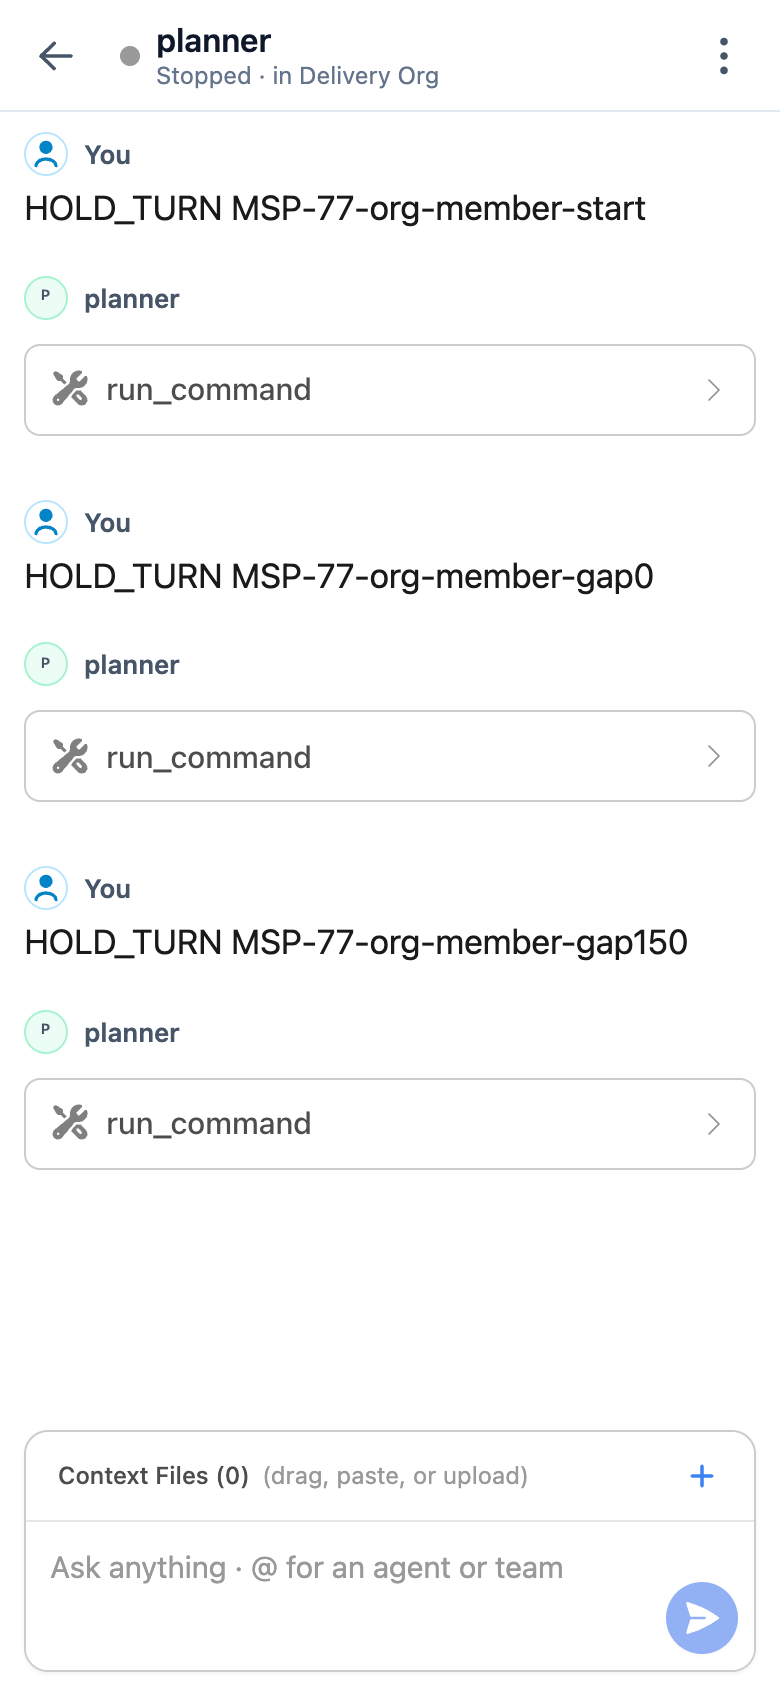 planner
Stopped · in Delivery Org
You
HOLD_TURN MSP-77-org-member-start
P
planner
run_command
You
HOLD_TURN MSP-77-org-member-gap0
P
planner
run_command
You
HOLD_TURN MSP-77-org-member-gap150
P
planner
run_command
Context Files (0) (drag, paste, or upload)
Ask anything · @ for an agent or team